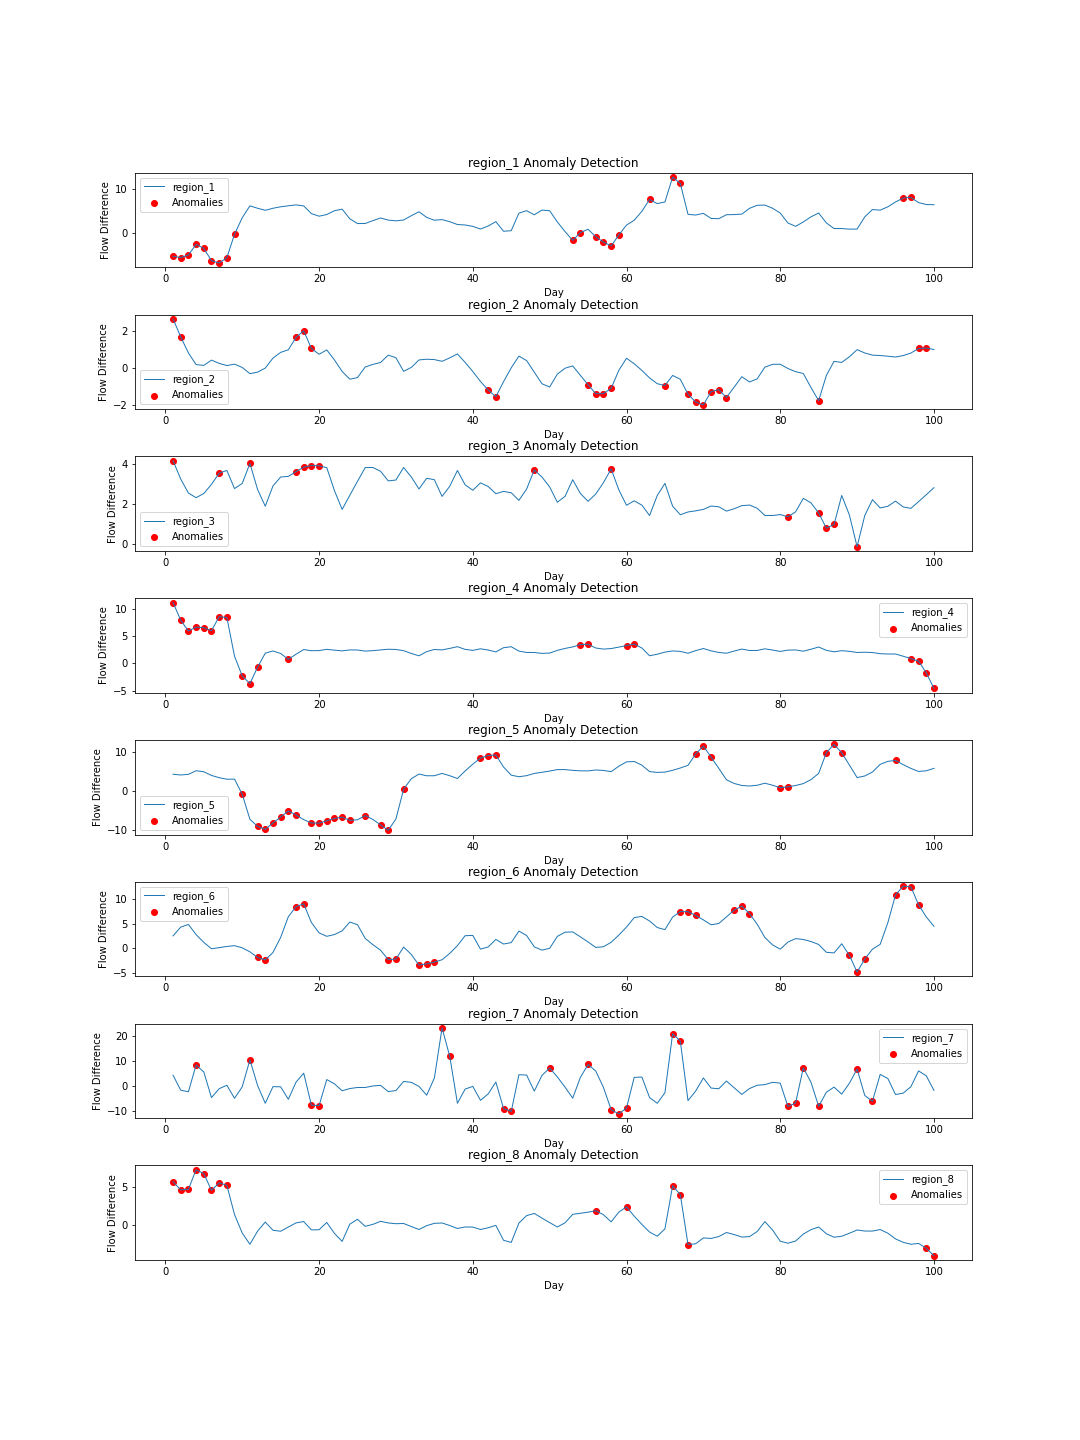 region_1 Anomaly Detection
Flow Difference
10
0
region_1
Anomalies
0 20 40 60 80 100
Day
region_2 Anomaly Detection
Flow Difference
2
0
−2
region_2
Anomalies
0 20 40 60 80 100
Day
region_3 Anomaly Detection
Flow Difference
4
2
0
region_3
Anomalies
0 20 40 60 80 100
Day
region_4 Anomaly Detection
Flow Difference
10
5
0
−5
region_4
Anomalies
0 20 40 60 80 100
Day
region_5 Anomaly Detection
Flow Difference
10
0
−10
region_5
Anomalies
0 20 40 60 80 100
Day
region_6 Anomaly Detection
Flow Difference
10
5
0
−5
region_6
Anomalies
0 20 40 60 80 100
Day
region_7 Anomaly Detection
Flow Difference
20
10
0
−10
region_7
Anomalies
0 20 40 60 80 100
Day
region_8 Anomaly Detection
Flow Difference
5
0
region_8
Anomalies
0 20 40 60 80 100
Day